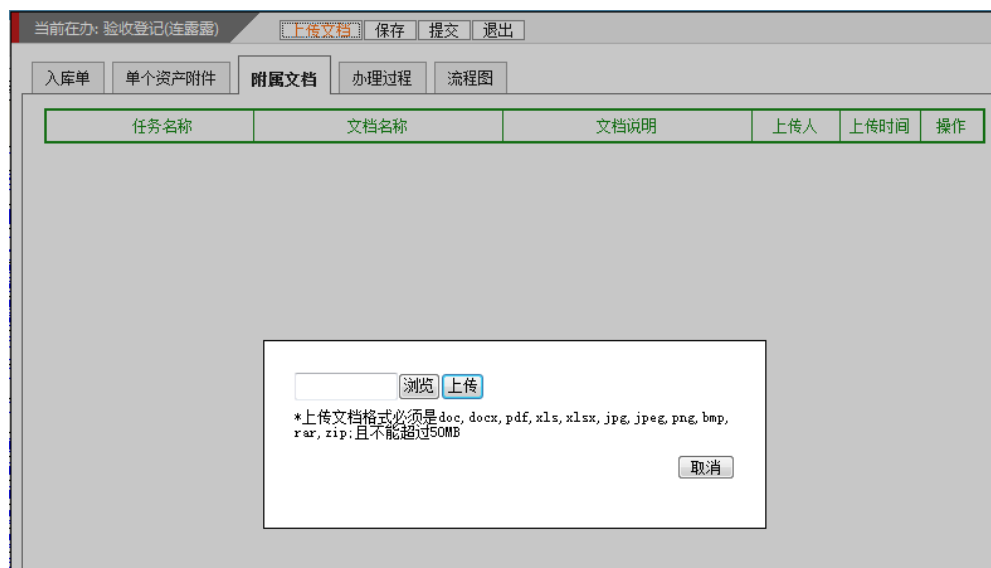 当前在办: 验收登记(连露露) 上传文档 保存 提交 退出
入库单 单个资产附件 附属文档 办理过程 流程图
任务名称 文档名称 文档说明 上传人 上传时间 操作
浏览 上传
*上传文档格式必须是doc, docx, pdf, xls, xlsx, jpg, jpeg, png, bmp,
rar, zip;且不能超过50MB
取消